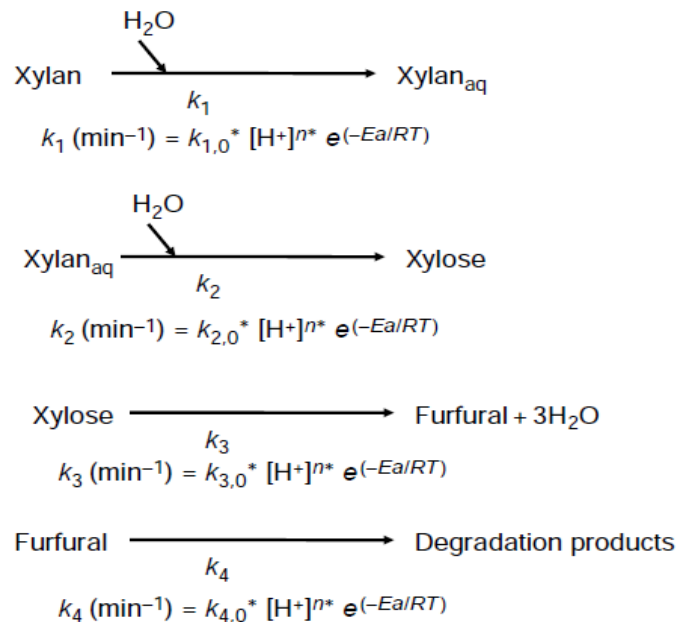 H₂O
Xylan Xylan_aq
k₁
k₁ (min⁻¹) = k₁,₀* [H⁺]ⁿ* e^(–Ea/RT)
H₂O
Xylan_aq Xylose
k₂
k₂ (min⁻¹) = k₂,₀* [H⁺]ⁿ* e^(–Ea/RT)
Xylose Furfural + 3H₂O
k₃
k₃ (min⁻¹) = k₃,₀* [H⁺]ⁿ* e^(–Ea/RT)
Furfural Degradation products
k₄
k₄ (min⁻¹) = k₄,₀* [H⁺]ⁿ* e^(–Ea/RT)